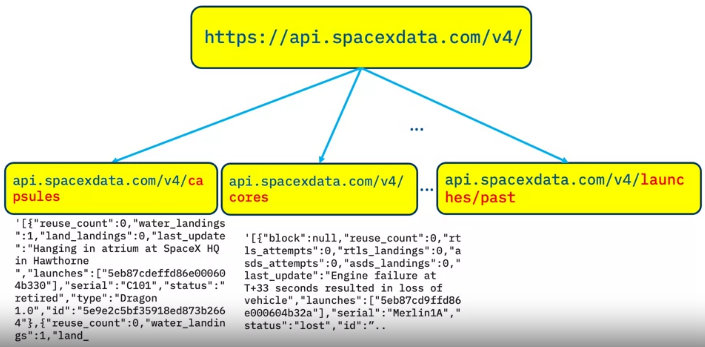 https://api.spacexdata.com/v4/
...
api.spacexdata.com/v4/ca
psules
api.spacexdata.com/v4/
cores
...
api.spacexdata.com/v4/launc
hes/past
'[{"reuse_count":0,"water_landings
":1,"land_landings":0,"last_update
":"Hanging in atrium at SpaceX HQ
in Hawthorne
","launches":["5eb87cdeffd86e00060
4b330"],"serial":"C101","status":"
retired","type":"Dragon
1.0","id":"5e9e2c5bf35918ed873b266
4"},{"reuse_count":0,"water_landin
gs":1,"land_
'[{"block":null,"reuse_count":0,"rt
ls_attempts":0,"rtls_landings":0,"a
sds_attempts":0,"asds_landings":0,"
last_update":"Engine failure at
T+33 seconds resulted in loss of
vehicle","launches":["5eb87cd9ffd86
e000604b32a"],"serial":"Merlin1A","
status":"lost","id":"..